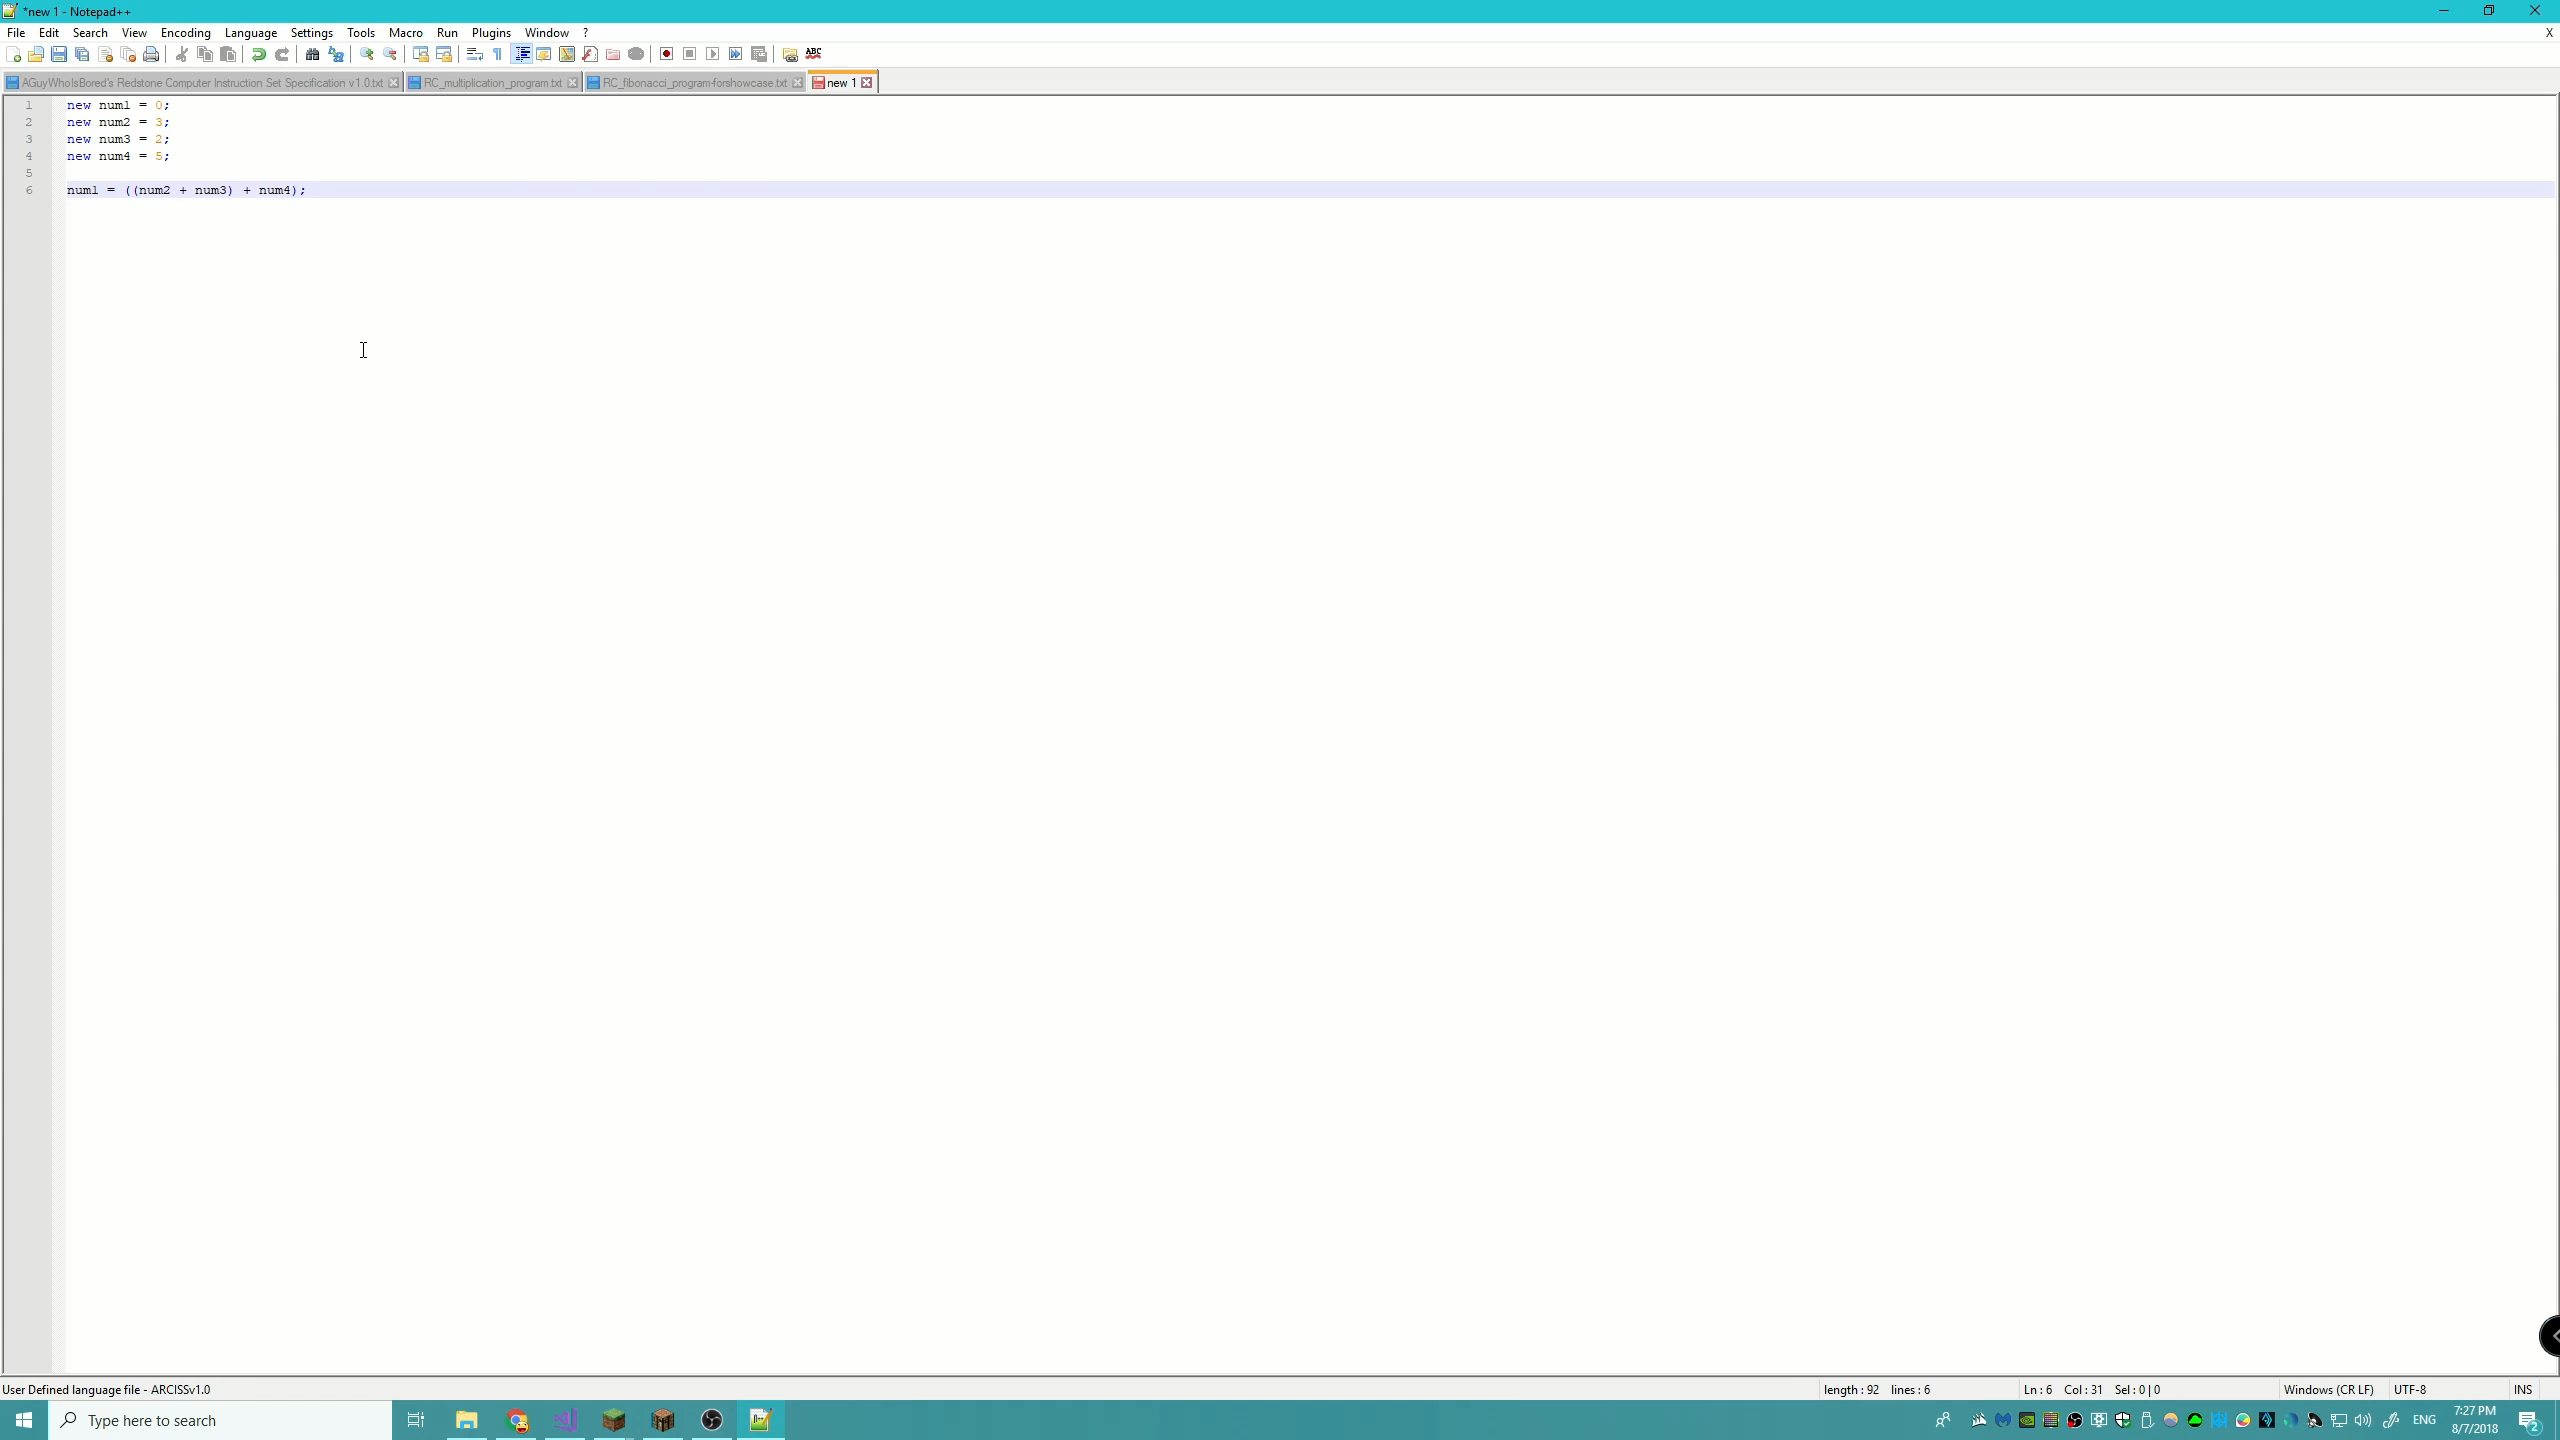 *new 1 - Notepad++
File Edit Search View Encoding Language Settings Tools Macro Run Plugins Window ? X
ABC
AGuyWhoIsBored's Redstone Computer Instruction Set Specification v1.0.txt RC_multiplication_program.txt RC_fibonacci_program-forshowcase.txt new 1
1 new num1 = 0;
2 new num2 = 3;
3 new num3 = 2;
4 new num4 = 5;
5
6 num1 = ((num2 + num3) + num4);
User Defined language file - ARCISSv1.0 length : 92 lines : 6 Ln : 6 Col : 31 Sel : 0 | 0 Windows (CR LF) UTF-8 INS
Type here to search ENG 7:27 PM
8/7/2018 2